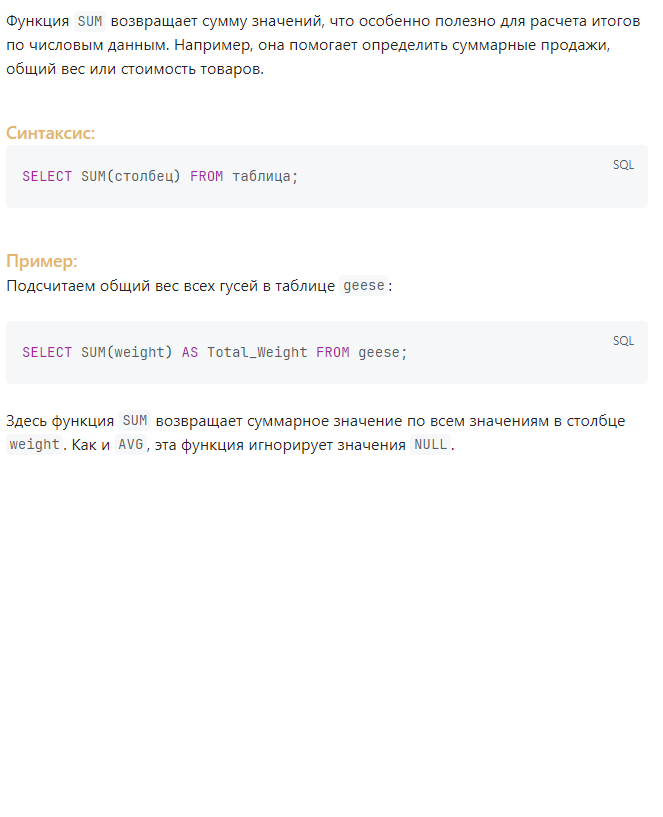 Функция SUM возвращает сумму значений, что особенно полезно для расчета итогов
по числовым данным. Например, она помогает определить суммарные продажи,
общий вес или стоимость товаров.
Синтаксис:
SQL
SELECT SUM(столбец) FROM таблица;
Пример:
Подсчитаем общий вес всех гусей в таблице geese:
SQL
SELECT SUM(weight) AS Total_Weight FROM geese;
Здесь функция SUM возвращает суммарное значение по всем значениям в столбце
weight. Как и AVG, эта функция игнорирует значения NULL.